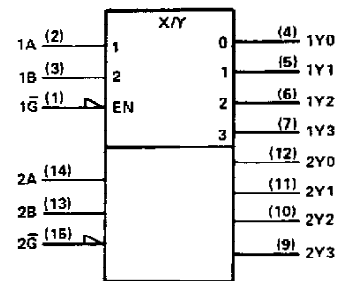 X/Y
1A (2) 1 0 (4) 1Y0
1B (3) 2 1 (5) 1Y1
1G̅ (1) EN 2 (6) 1Y2
3 (7) 1Y3
(12) 2Y0
2A (14) (11) 2Y1
2B (13) (10) 2Y2
2G̅ (15) (9) 2Y3